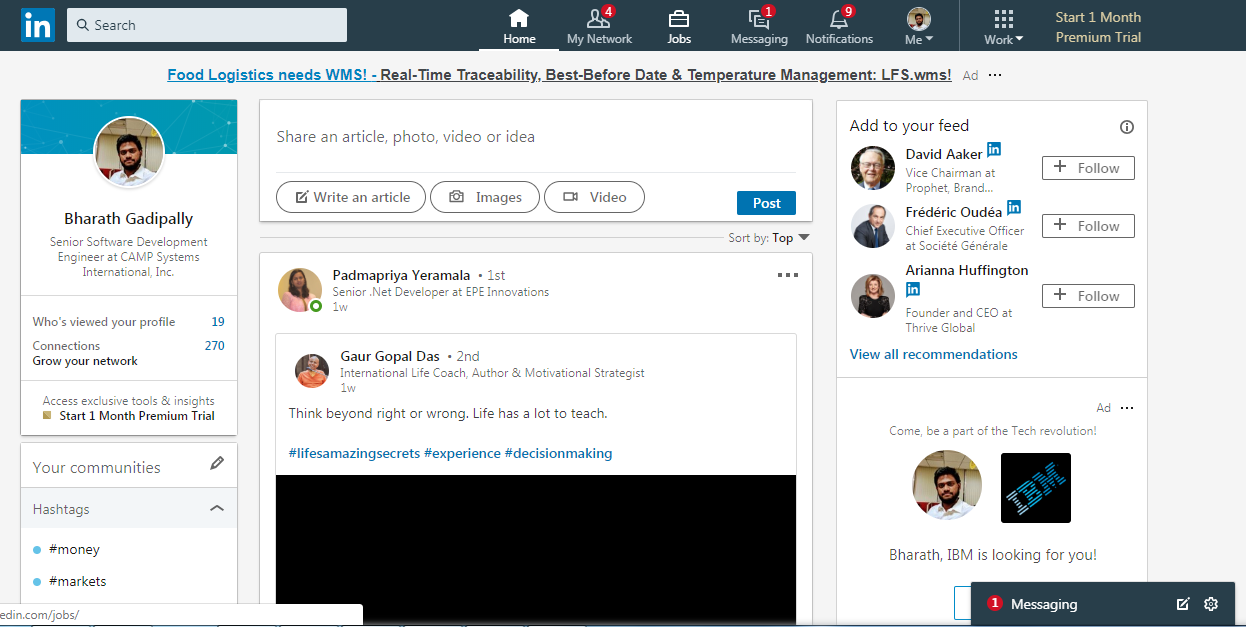 in
Search
Home
4
My Network
Jobs
1
Messaging
9
Notifications
Me
Work
Start 1 Month
Premium Trial
Food Logistics needs WMS! - Real-Time Traceability, Best-Before Date & Temperature Management: LFS.wms!
Ad
Bharath Gadipally
Senior Software Development
Engineer at CAMP Systems
International, Inc.
Who's viewed your profile 19
Connections 270
Grow your network
Access exclusive tools & insights
Start 1 Month Premium Trial
Your communities
Hashtags
#money
#markets
edin.com/jobs/
Share an article, photo, video or idea
Write an article
Images
Video
Post
Sort by: Top
Padmapriya Yeramala • 1st
Senior .Net Developer at EPE Innovations
1w
Gaur Gopal Das • 2nd
International Life Coach, Author & Motivational Strategist
1w
Think beyond right or wrong. Life has a lot to teach.
#lifesamazingsecrets #experience #decisionmaking
Add to your feed
David Aaker in
Vice Chairman at
Prophet, Brand...
+ Follow
Frédéric Oudéa in
Chief Executive Officer
at Société Générale
+ Follow
Arianna Huffington
in
Founder and CEO at
Thrive Global
+ Follow
View all recommendations
Ad
Come, be a part of the Tech revolution!
IBM
Bharath, IBM is looking for you!
1 Messaging